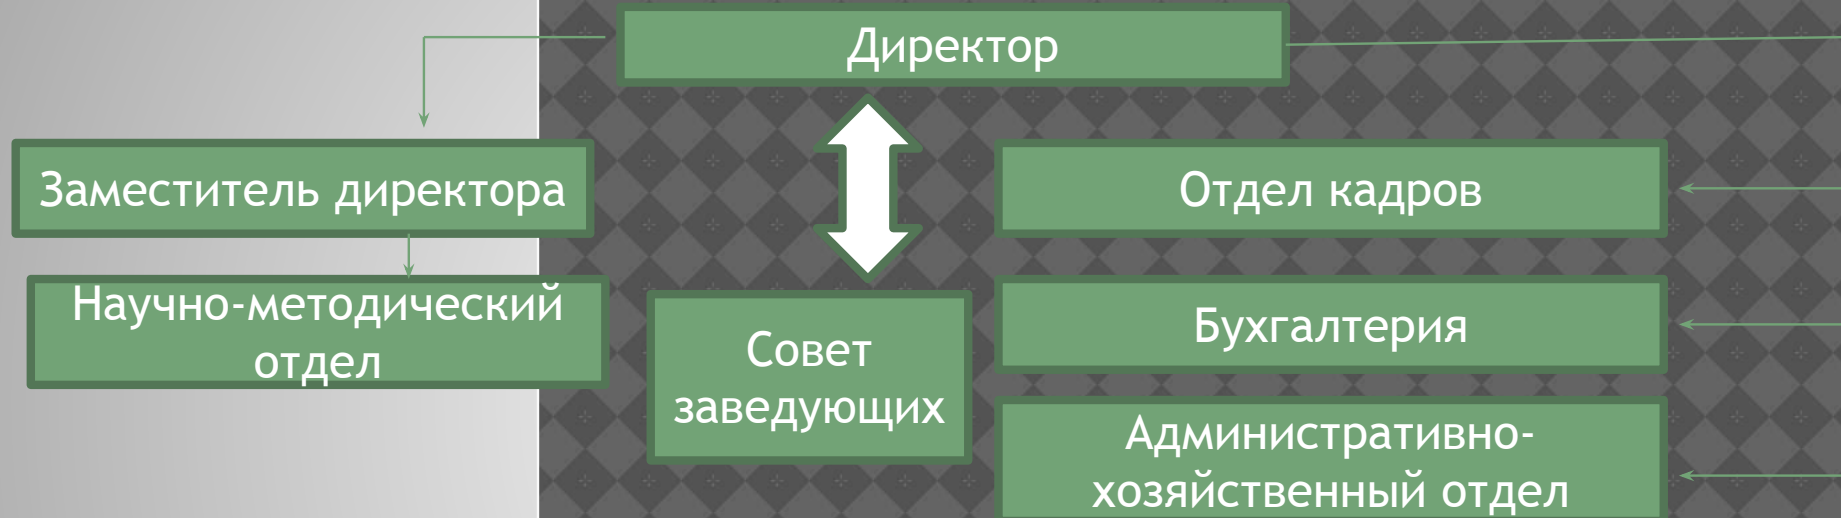 Директор
Заместитель директора
Отдел кадров
Научно-методический
отдел
Совет
заведующих
Бухгалтерия
Административно-
хозяйственный отдел